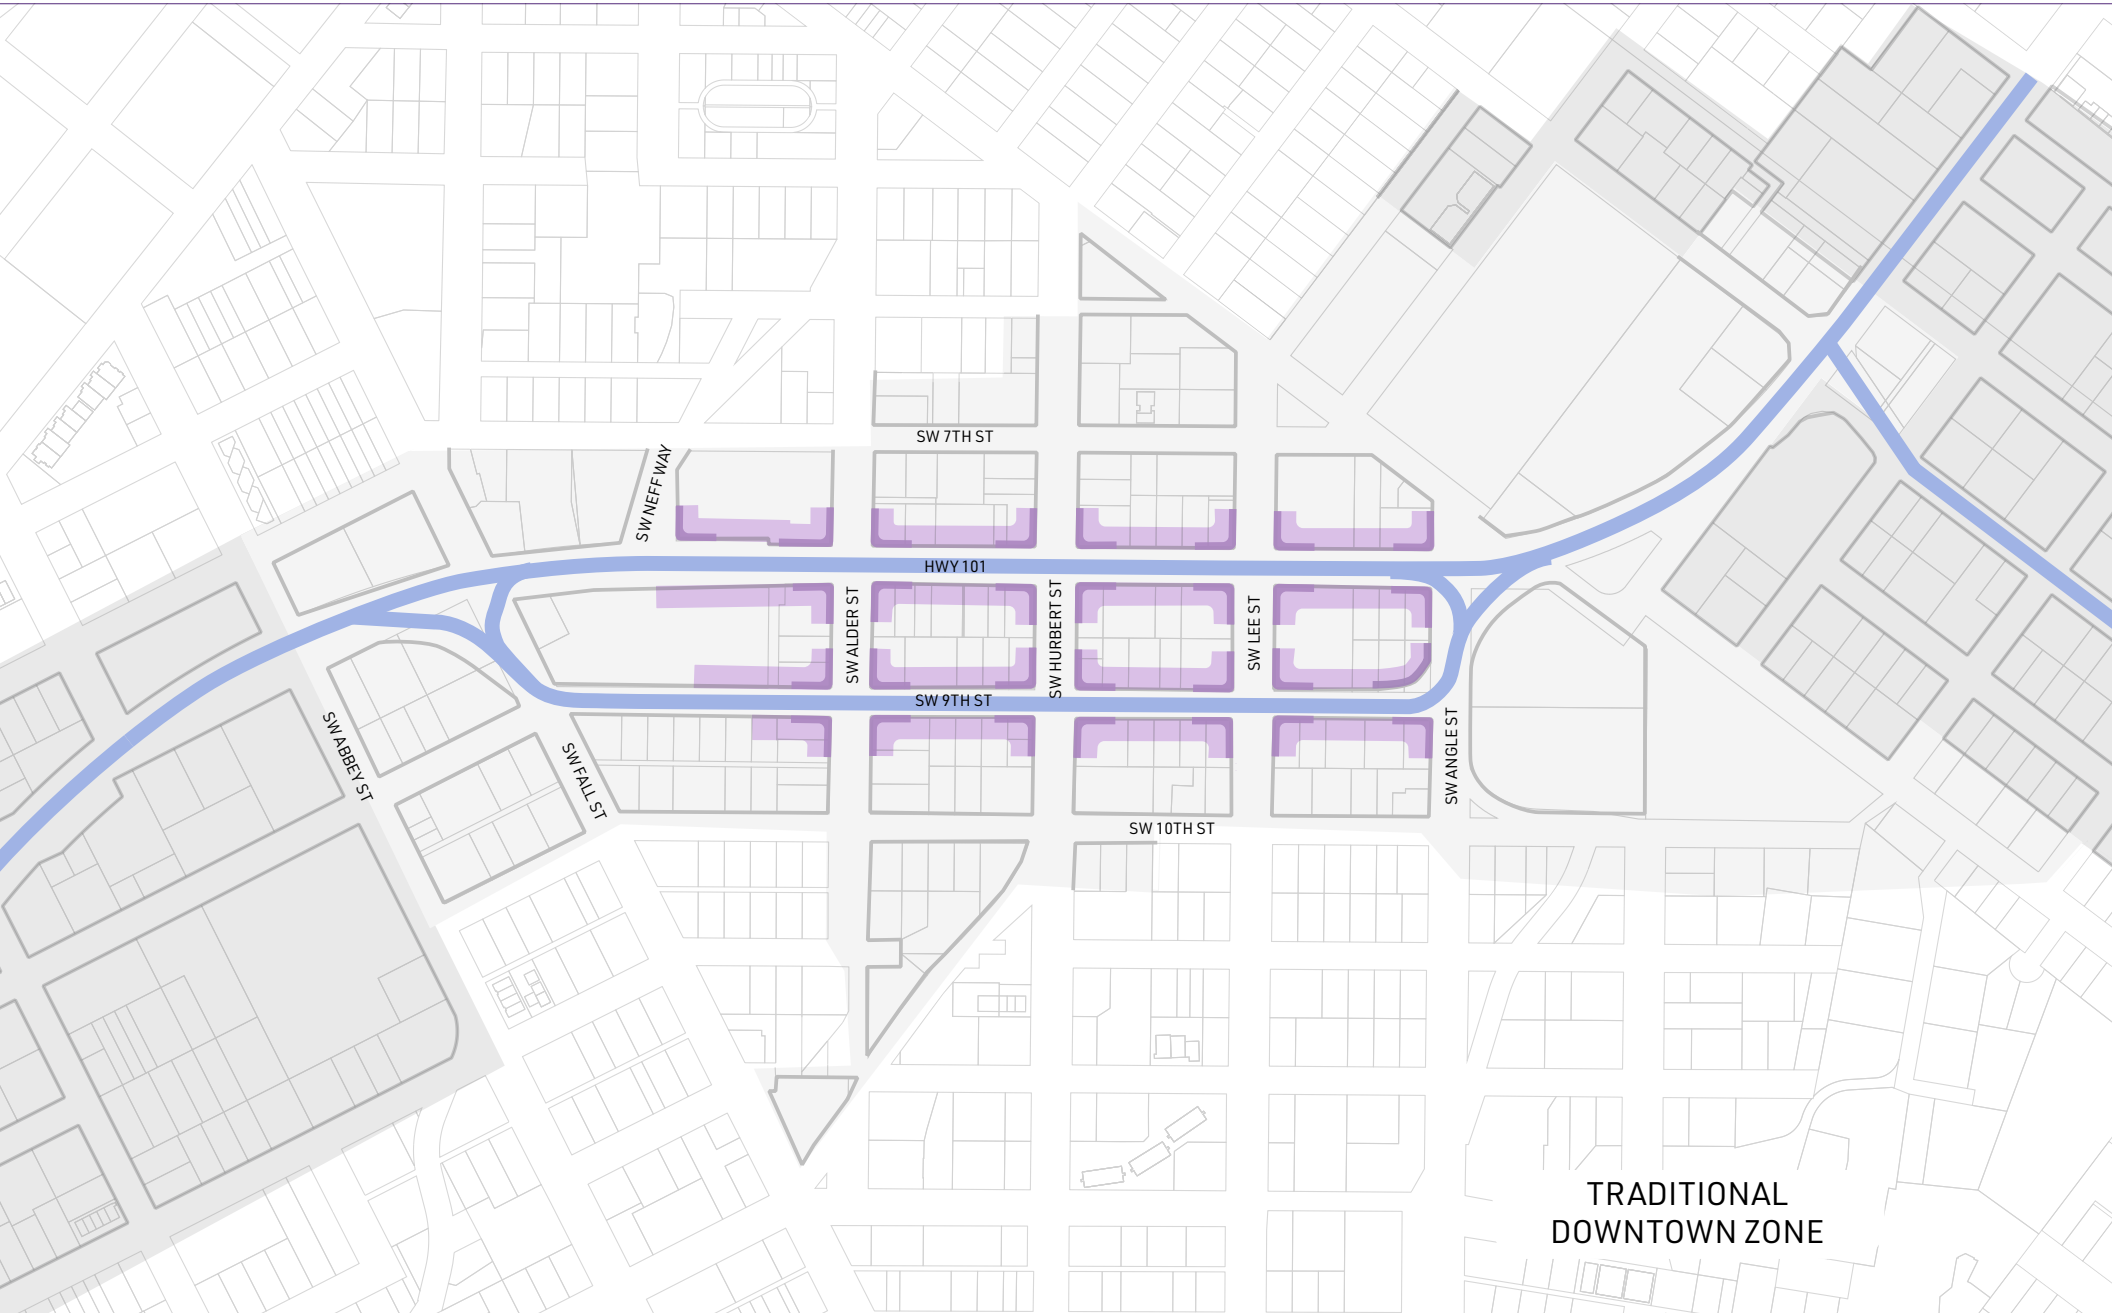 SW 7TH ST
SW NEFF WAY
HWY 101
SW ALDER ST
SW HURBERT ST
SW LEE ST
SW 9TH ST
SW ABBEY ST
SW FALL ST
SW ANGLE ST
SW 10TH ST
TRADITIONAL
DOWNTOWN ZONE